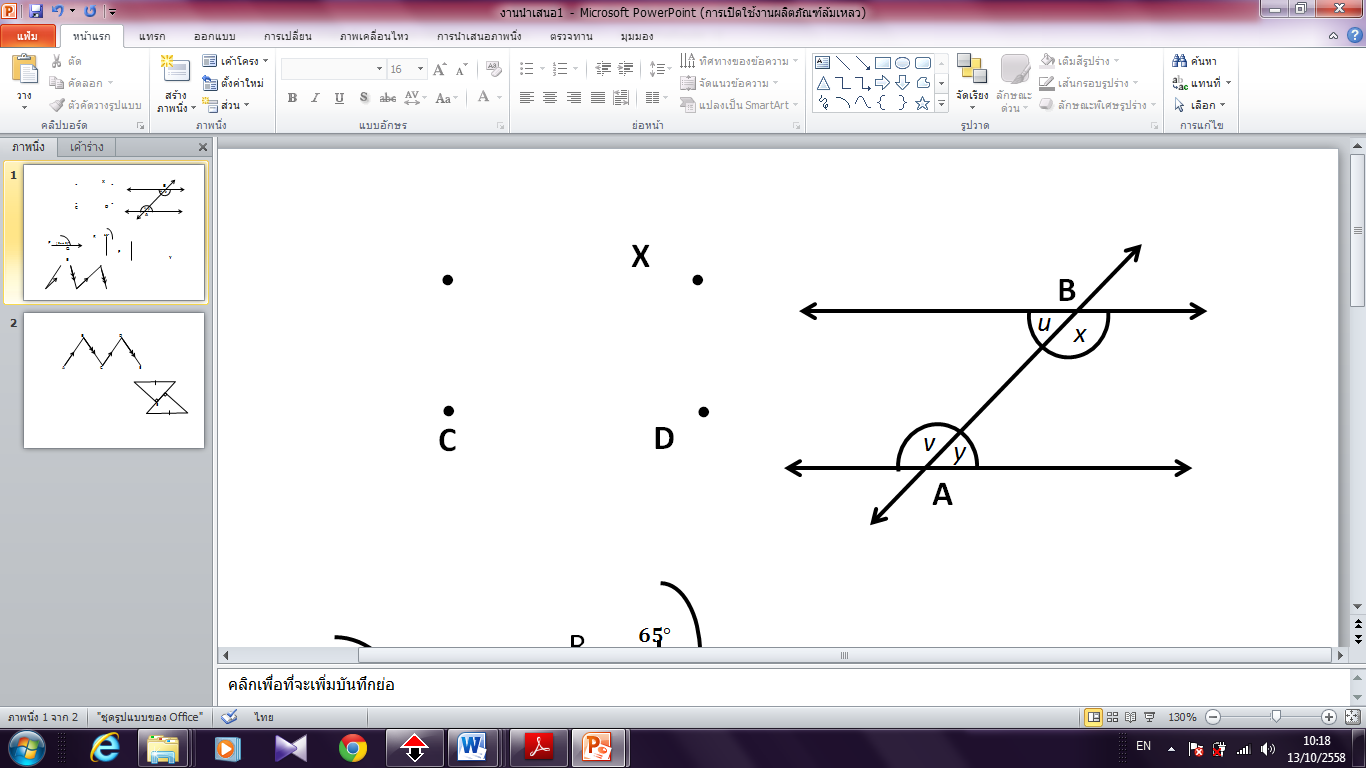 งานนำเสนอ1 - Microsoft PowerPoint (การเปิดใช้งานผลิตภัณฑ์ล้มเหลว)
แฟ้ม หน้าแรก แทรก ออกแบบ การเปลี่ยน ภาพเคลื่อนไหว การนำเสนอภาพนิ่ง ตรวจทาน มุมมอง
วาง
ตัด
คัดลอก
ตัวคัดวางรูปแบบ
คลิปบอร์ด
สร้าง
ภาพนิ่ง
เค้าโครง
ตั้งค่าใหม่
ส่วน
ภาพนิ่ง
16
B I U S abc AV Aa A
แบบอักษร
ทิศทางของข้อความ
จัดแนวข้อความ
แปลงเป็น SmartArt
ย่อหน้า
จัดเรียง
ลักษณะ
ด่วน
เติมสีรูปร่าง
เส้นกรอบรูปร่าง
ลักษณะพิเศษรูปร่าง
รูปวาด
ค้นหา
แทนที่
เลือก
การแก้ไข
ภาพนิ่ง เค้าร่าง
1
2
X
B
u x
C D
v y
A
65°
คลิกเพื่อที่จะเพิ่มบันทึกย่อ
ภาพนิ่ง 1 จาก 2 "ชุดรูปแบบของ Office" ไทย 130%
EN 10:18
13/10/2558